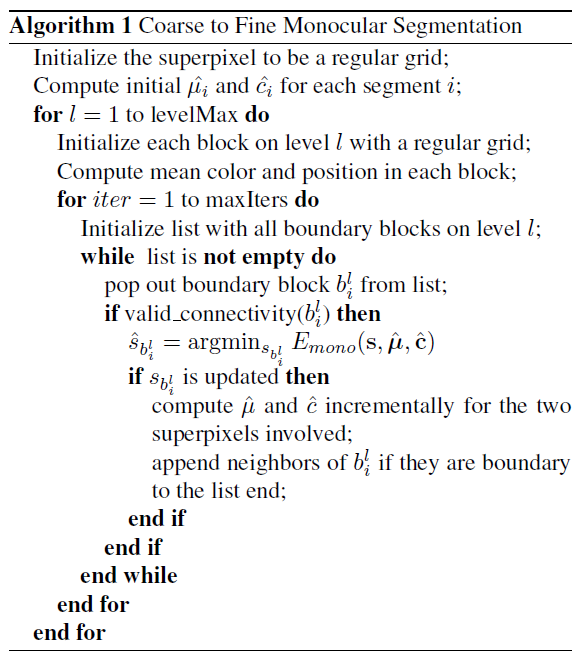 Algorithm 1 Coarse to Fine Monocular Segmentation
Initialize the superpixel to be a regular grid;
Compute initial $\hat{\mu_i}$ and $\hat{c}_i$ for each segment $i$;
for $l = 1$ to levelMax do
Initialize each block on level $l$ with a regular grid;
Compute mean color and position in each block;
for $iter = 1$ to maxIters do
Initialize list with all boundary blocks on level $l$;
while list is not empty do
pop out boundary block $b_i^l$ from list;
if valid_connectivity($b_i^l$) then
$\hat{s}_{b_i^l} = \mathrm{argmin}_{s_{b_i^l}} E_{mono}(\mathbf{s}, \hat{\boldsymbol{\mu}}, \hat{\mathbf{c}})$
if $s_{b_i^l}$ is updated then
compute $\hat{\mu}$ and $\hat{c}$ incrementally for the two
superpixels involved;
append neighbors of $b_i^l$ if they are boundary
to the list end;
end if
end if
end while
end for
end for